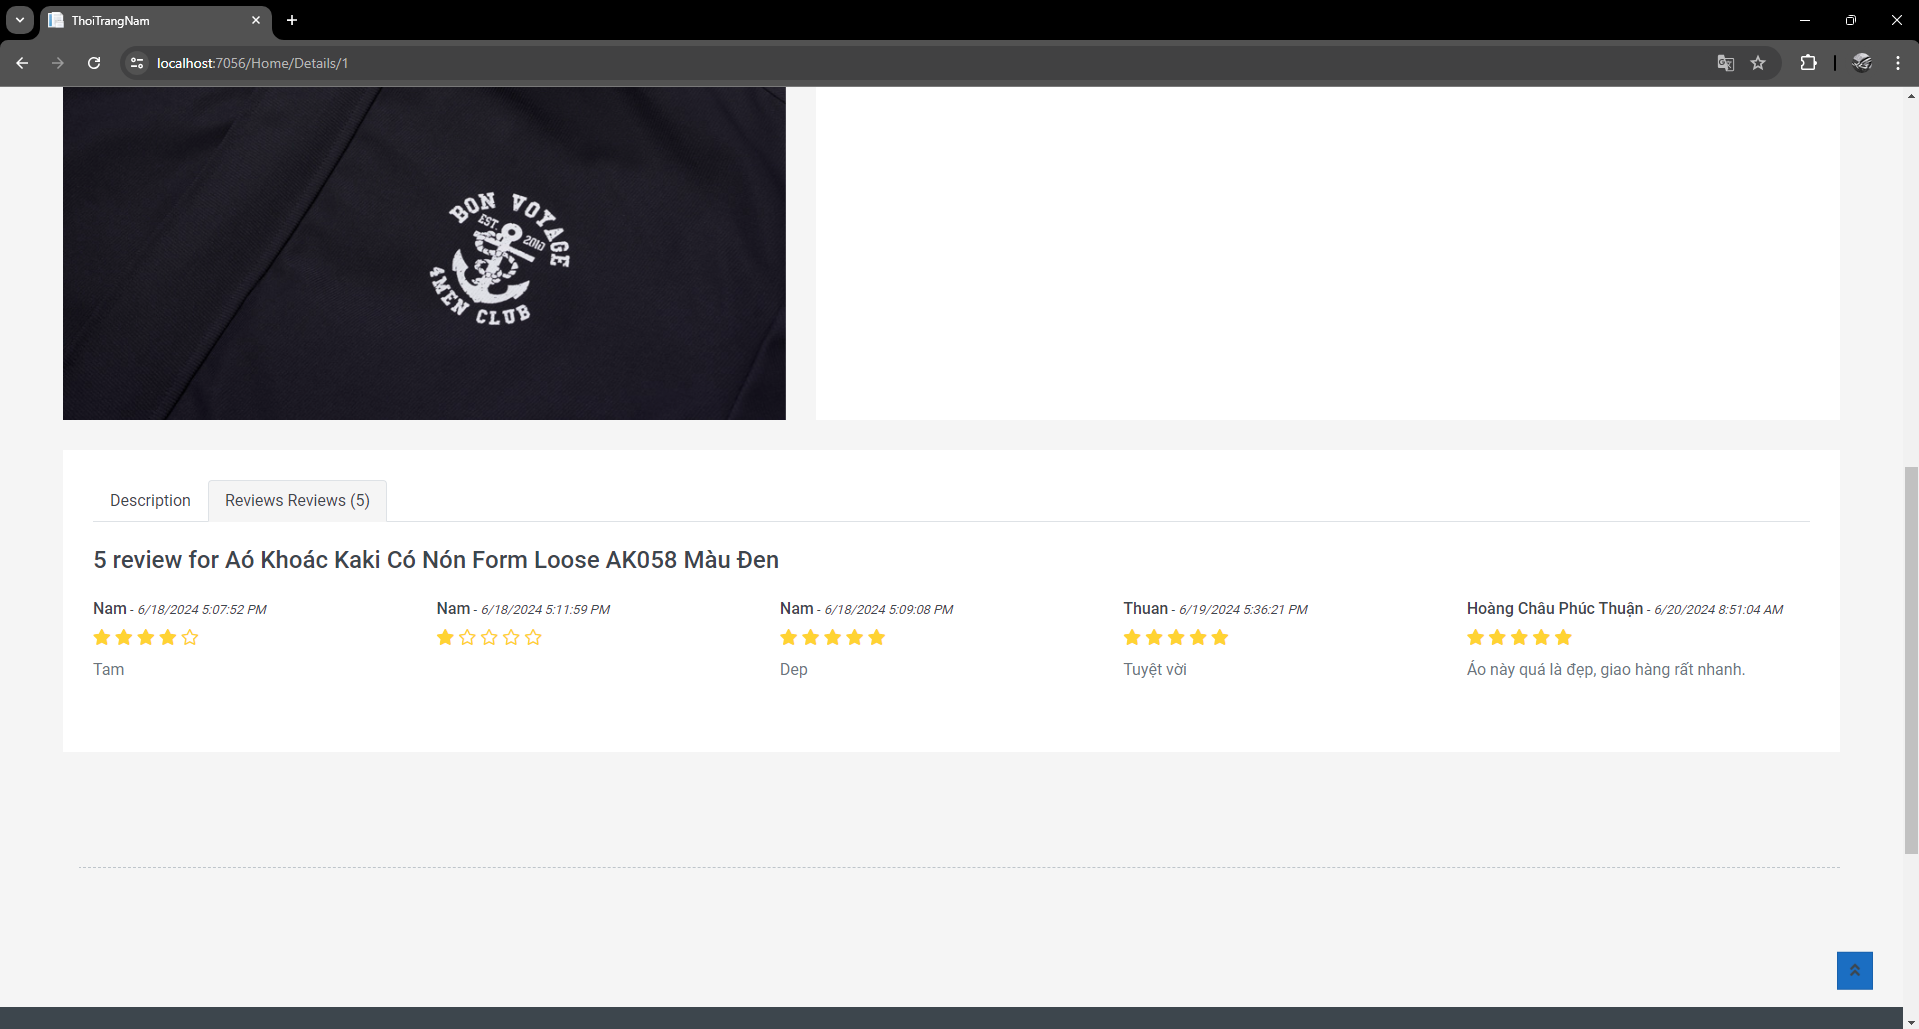 ThoiTrangNam
localhost:7056/Home/Details/1
BON VOYAGE
EST. 2010
4MEN CLUB
Description
Reviews Reviews (5)
5 review for Aó Khoác Kaki Có Nón Form Loose AK058 Màu Đen
Nam - 6/18/2024 5:07:52 PM
Tam
Nam - 6/18/2024 5:11:59 PM
Nam - 6/18/2024 5:09:08 PM
Dep
Thuan - 6/19/2024 5:36:21 PM
Tuyệt vời
Hoàng Châu Phúc Thuận - 6/20/2024 8:51:04 AM
Áo này quá là đẹp, giao hàng rất nhanh.